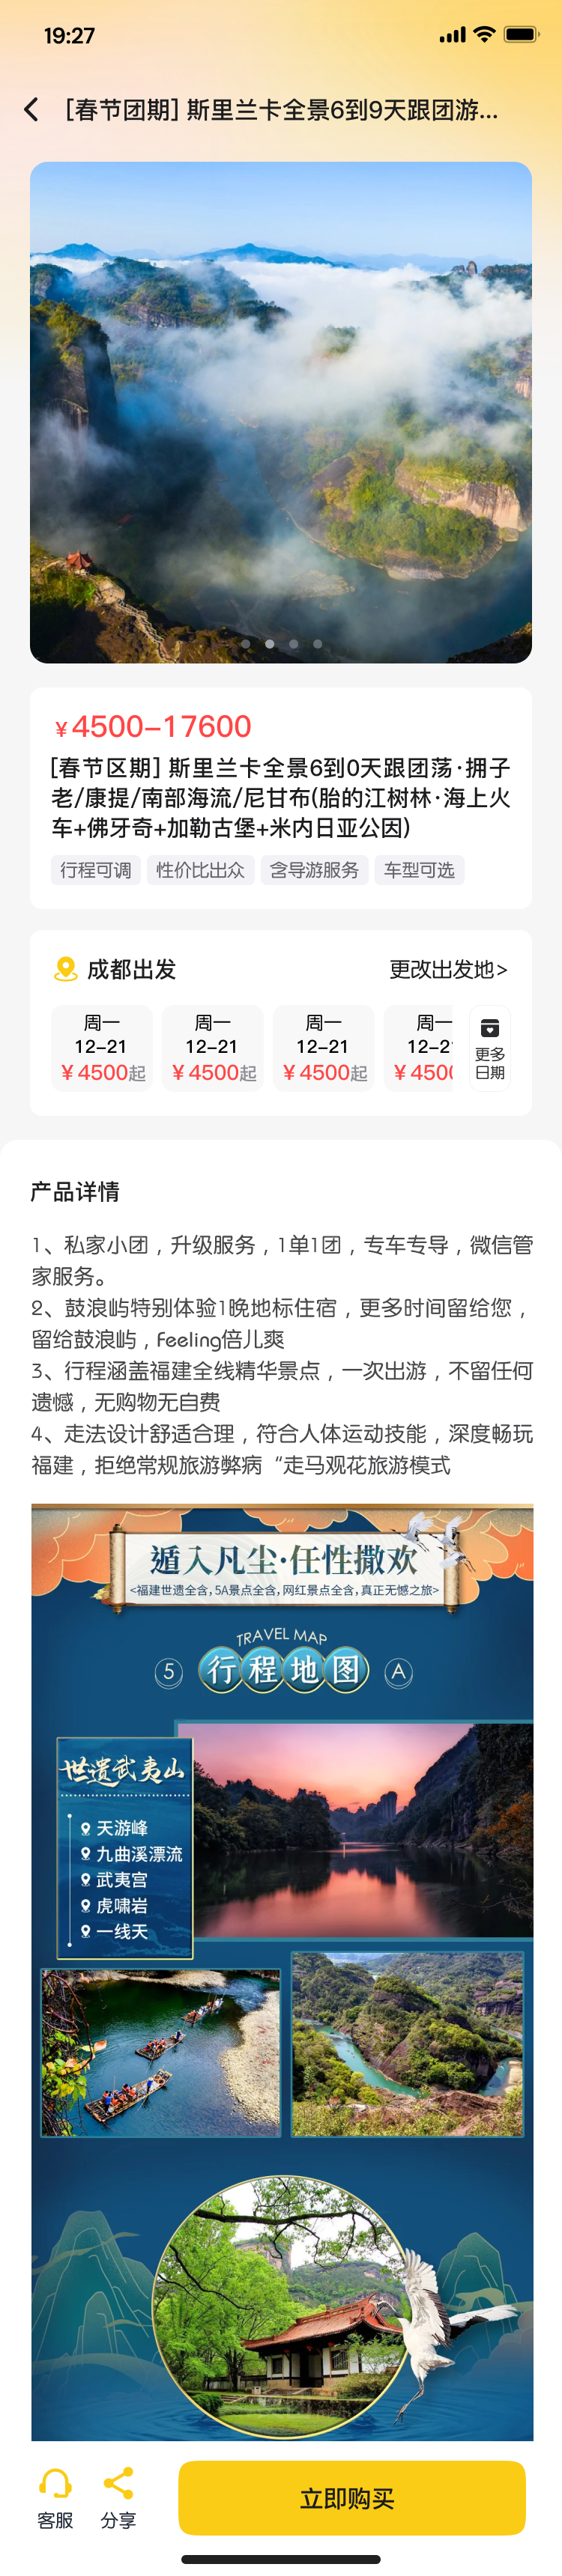 19:27
[春节团期] 斯里兰卡全景6到9天跟团游...
¥4500-17600
[春节区期] 斯里兰卡全景6到0天跟团荡·拥子
老/康提/南部海流/尼甘布(胎的江树林·海上火
车+佛牙奇+加勒古堡+米内日亚公因)
行程可调 性价比出众 含导游服务 车型可选
成都出发 更改出发地>
周一 周一 周一 周一
12-21 12-21 12-21 12-21
¥4500起 ¥4500起 ¥4500起 ¥4500
更多
日期
产品详情
1、私家小团，升级服务，1单1团，专车专导，微信管
家服务。
2、鼓浪屿特别体验1晚地标住宿，更多时间留给您，
留给鼓浪屿，Feeling倍儿爽
3、行程涵盖福建全线精华景点，一次出游，不留任何
遗憾，无购物无自费
4、走法设计舒适合理，符合人体运动技能，深度畅玩
福建，拒绝常规旅游弊病“走马观花旅游模式
遁入凡尘·任性撒欢
<福建世遗全含,5A景点全含,网红景点全含,真正无憾之旅>
TRAVEL MAP
5 行程地图 A
世遗武夷山
天游峰
九曲溪漂流
武夷宫
虎啸岩
一线天
客服 分享 立即购买